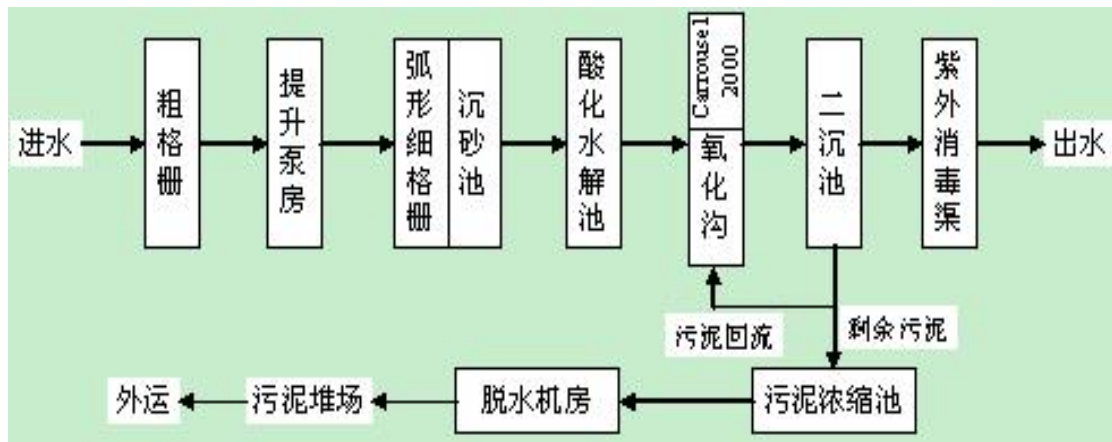 进水
粗格栅
提升泵房
弧形细格栅
沉砂池
酸化水解池
Carrousel
2000
氧化沟
二沉池
紫外消毒渠
出水
污泥回流
剩余污泥
外运
污泥堆场
脱水机房
污泥浓缩池